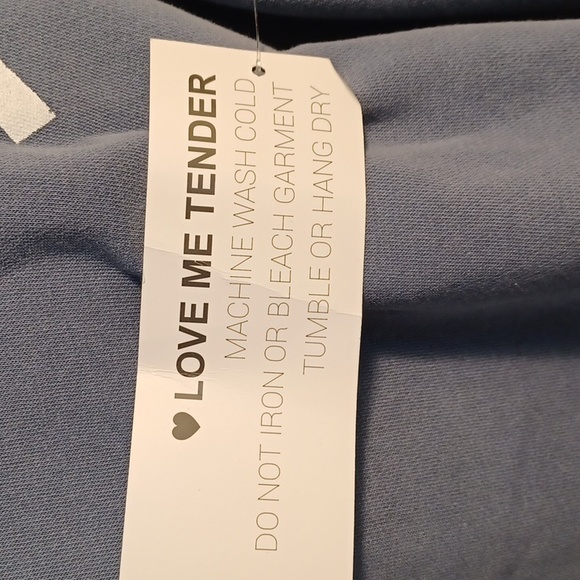 ♥ LOVE ME TENDER
MACHINE WASH COLD
DO NOT IRON OR BLEACH GARMENT
TUMBLE OR HANG DRY